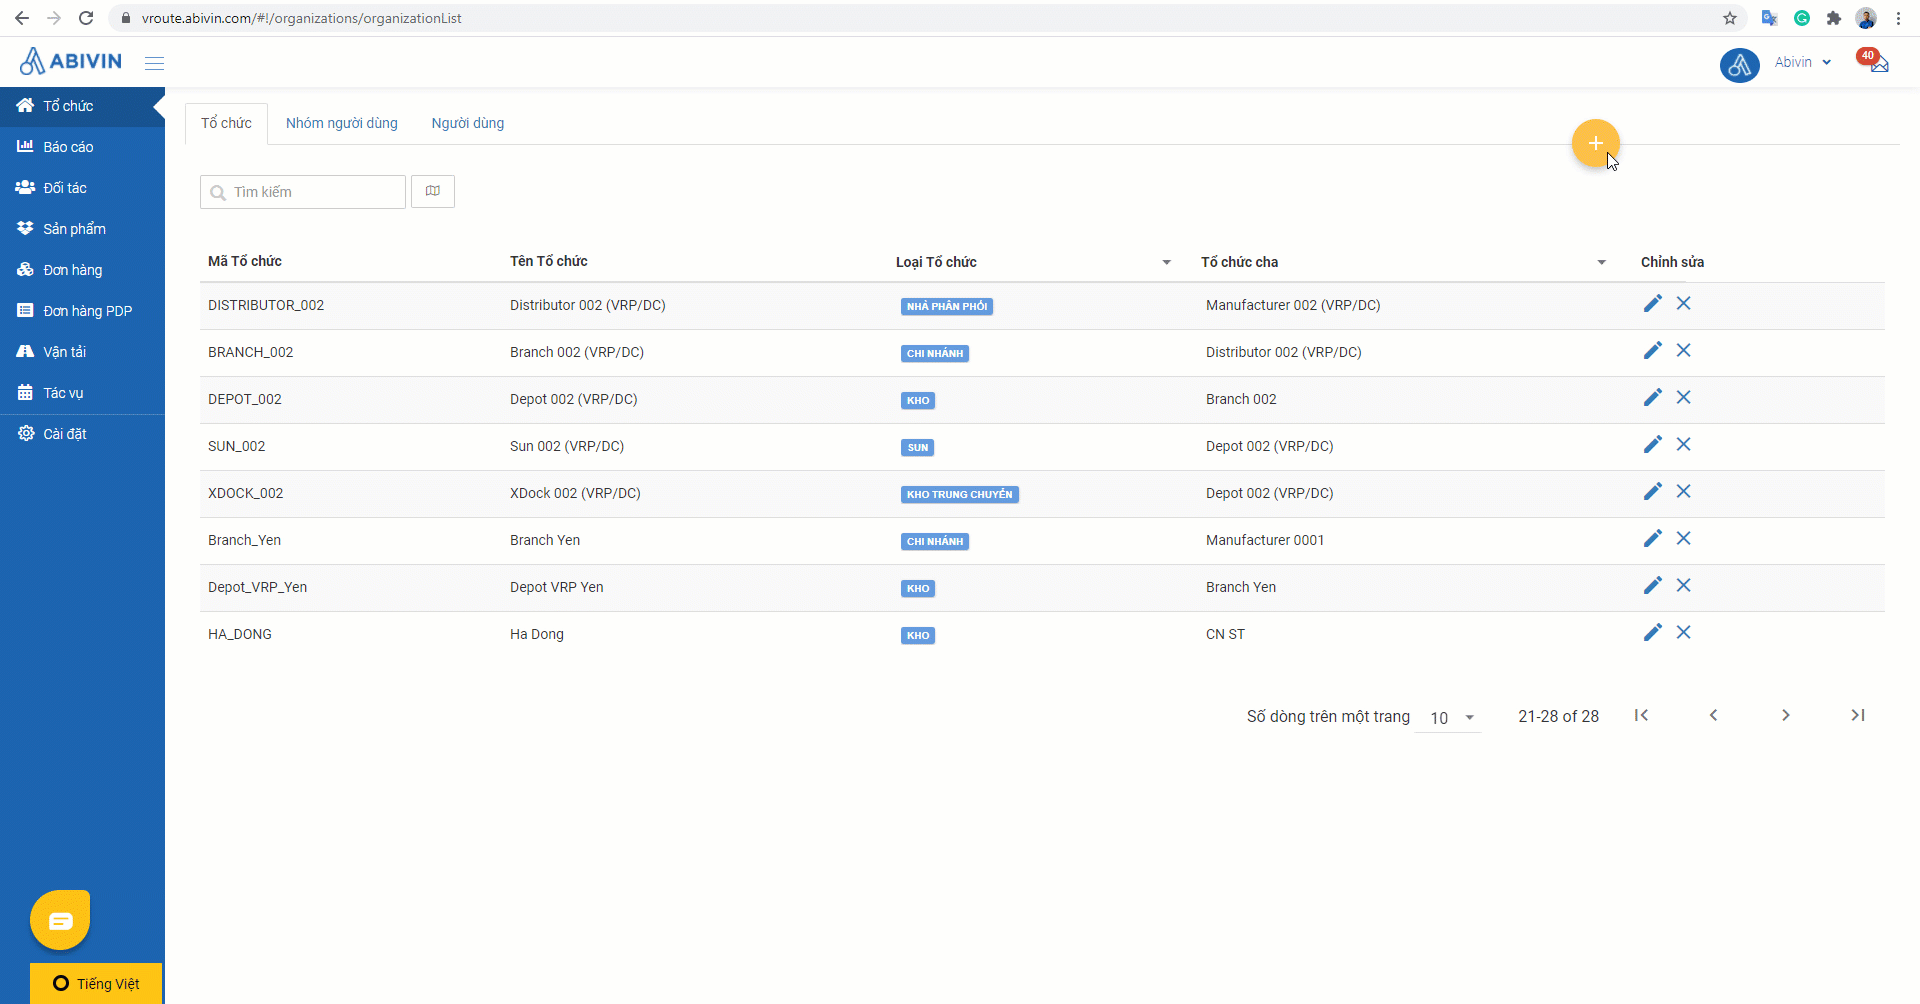 vroute.abivin.com/#!/organizations/organizationList
ABIVIN
Abivin
40
Tổ chức
Báo cáo
Đối tác
Sản phẩm
Đơn hàng
Đơn hàng PDP
Vận tải
Tác vụ
Cài đặt
Tổ chức Nhóm người dùng Người dùng
+
Tìm kiếm
Mã Tổ chức Tên Tổ chức Loại Tổ chức Tổ chức cha Chỉnh sửa
DISTRIBUTOR_002 Distributor 002 (VRP/DC) NHÀ PHÂN PHỐI Manufacturer 002 (VRP/DC)
BRANCH_002 Branch 002 (VRP/DC) CHI NHÁNH Distributor 002 (VRP/DC)
DEPOT_002 Depot 002 (VRP/DC) KHO Branch 002
SUN_002 Sun 002 (VRP/DC) SUN Depot 002 (VRP/DC)
XDOCK_002 XDock 002 (VRP/DC) KHO TRUNG CHUYỂN Depot 002 (VRP/DC)
Branch_Yen Branch Yen CHI NHÁNH Manufacturer 0001
Depot_VRP_Yen Depot VRP Yen KHO Branch Yen
HA_DONG Ha Dong KHO CN ST
Số dòng trên một trang 10 21-28 of 28
Tiếng Việt